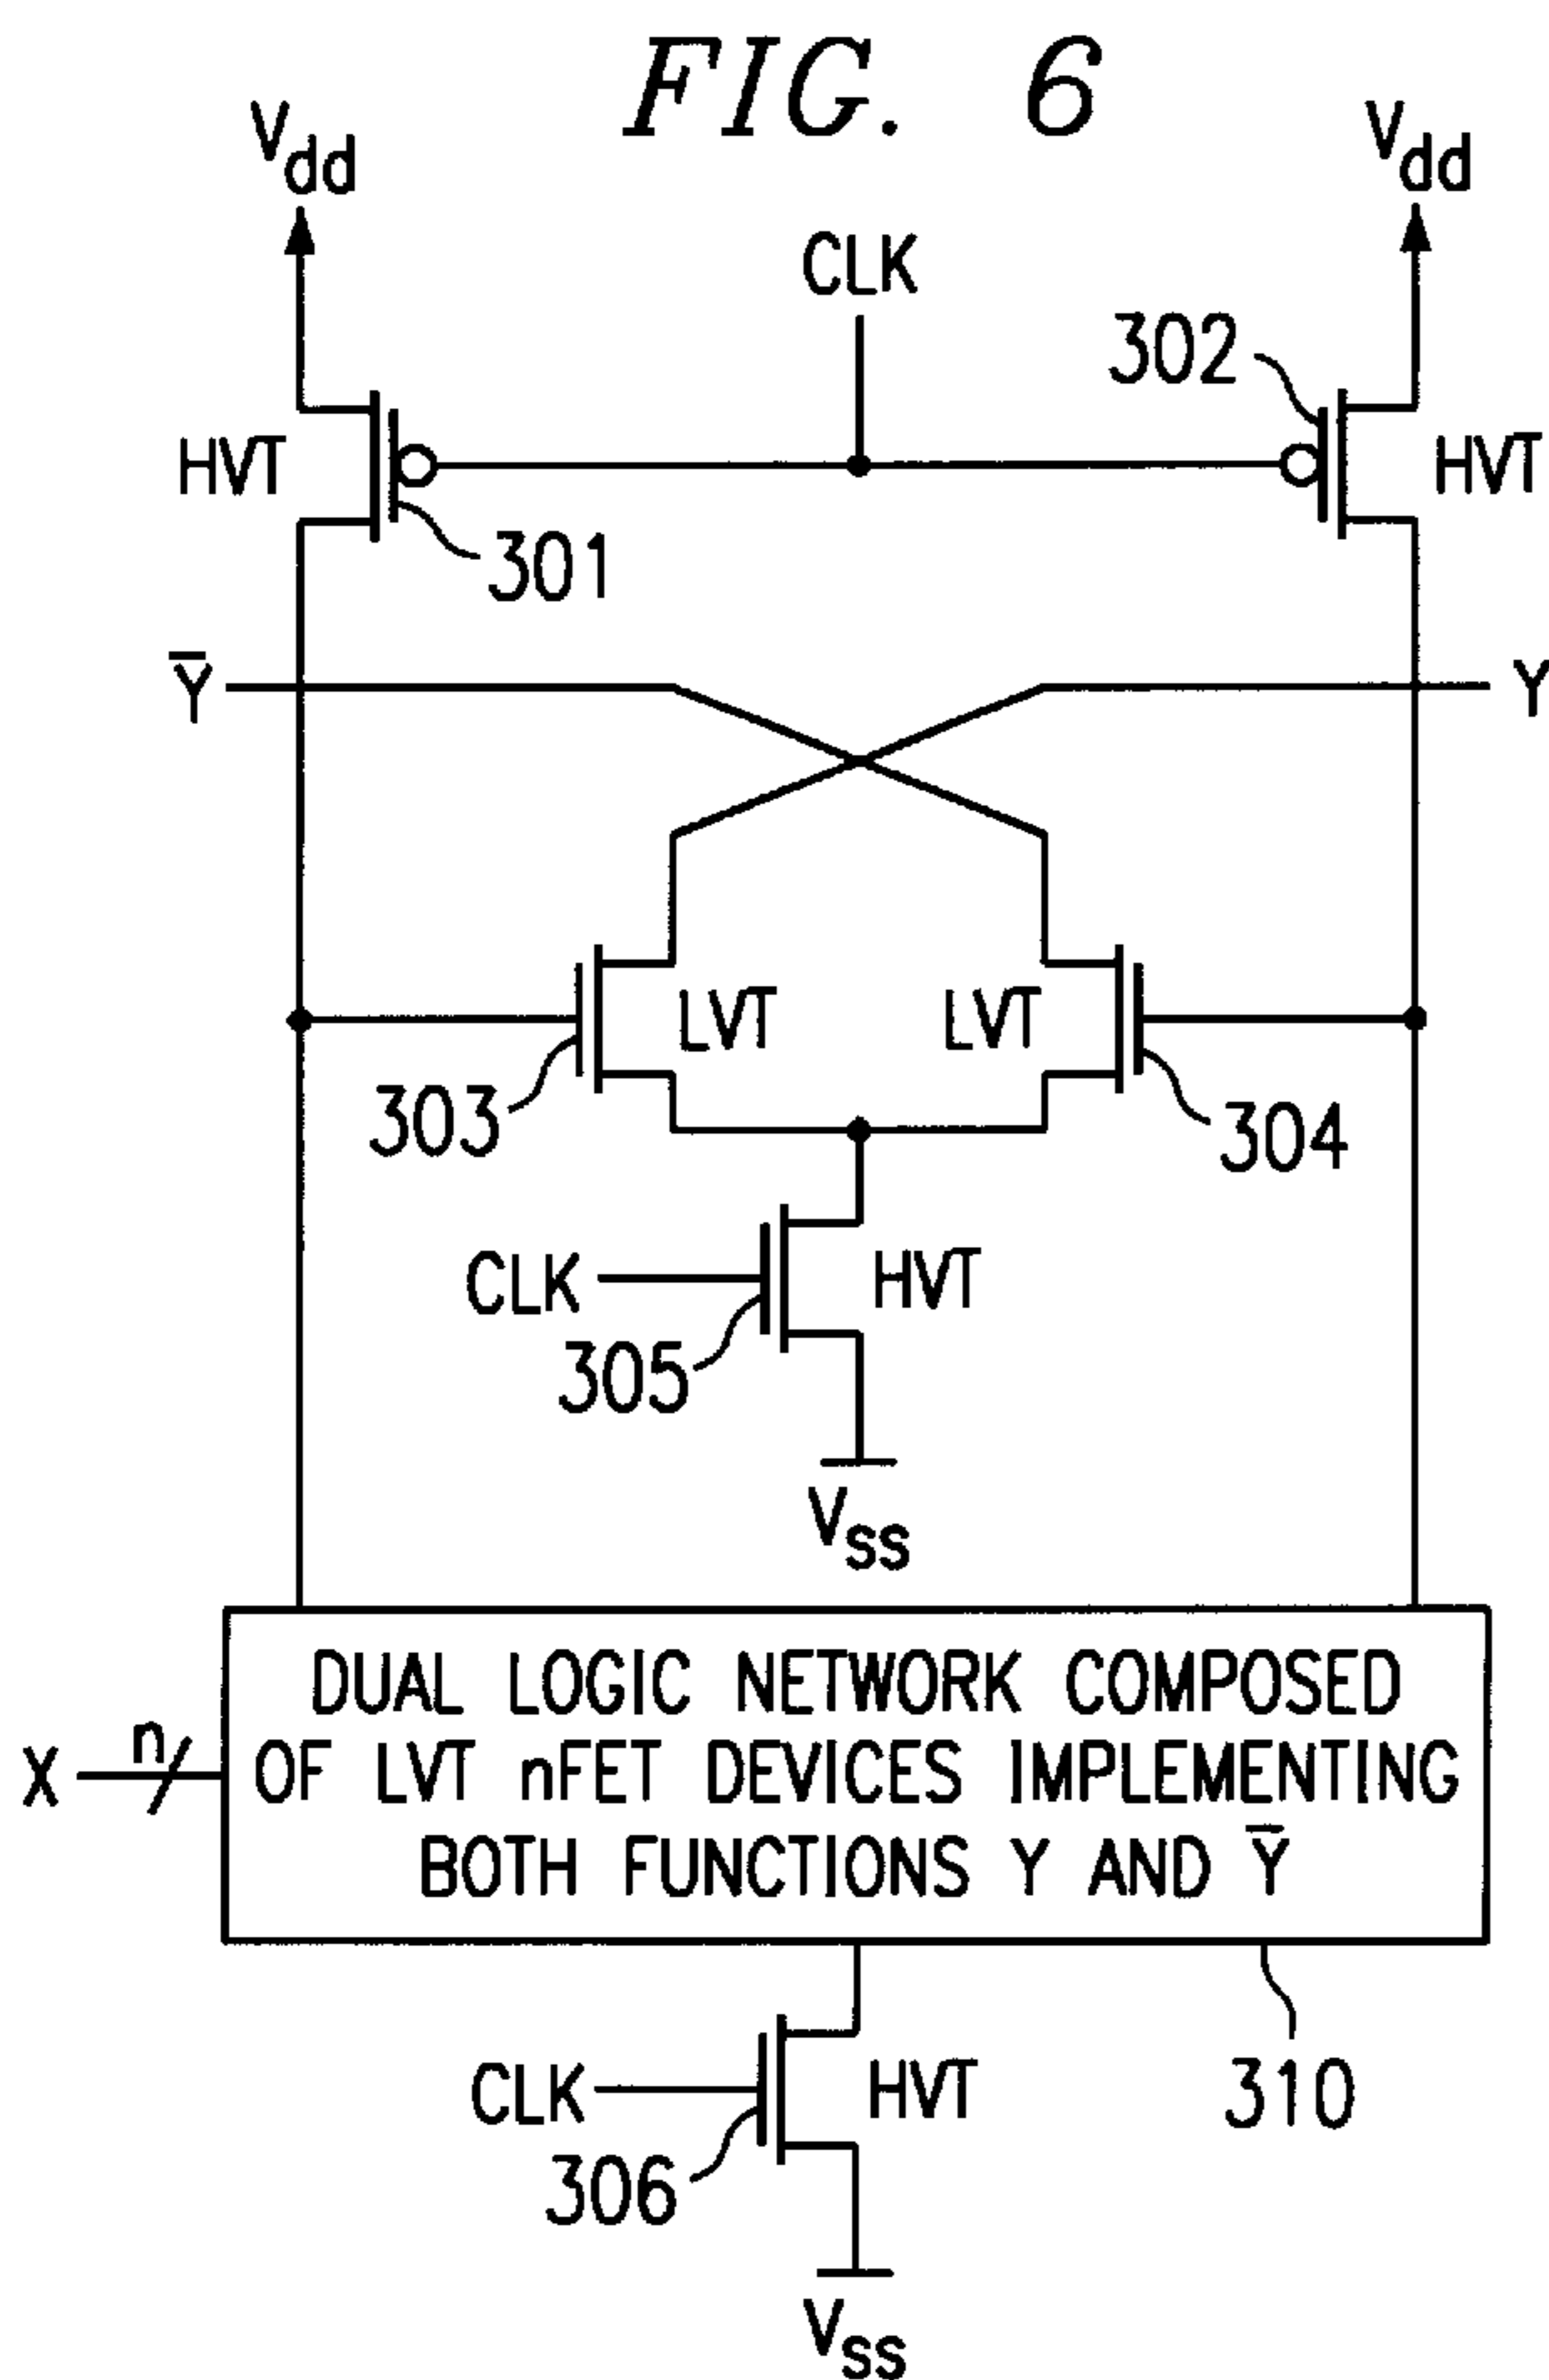 FIG. 6
Vdd
Vdd
CLK
302
HVT
HVT
301
Y̅
Y
LVT
LVT
303
304
CLK
HVT
305
Vss
DUAL LOGIC NETWORK COMPOSED
OF LVT nFET DEVICES IMPLEMENTING
BOTH FUNCTIONS Y AND Y̅
X
n
CLK
HVT
310
306
Vss